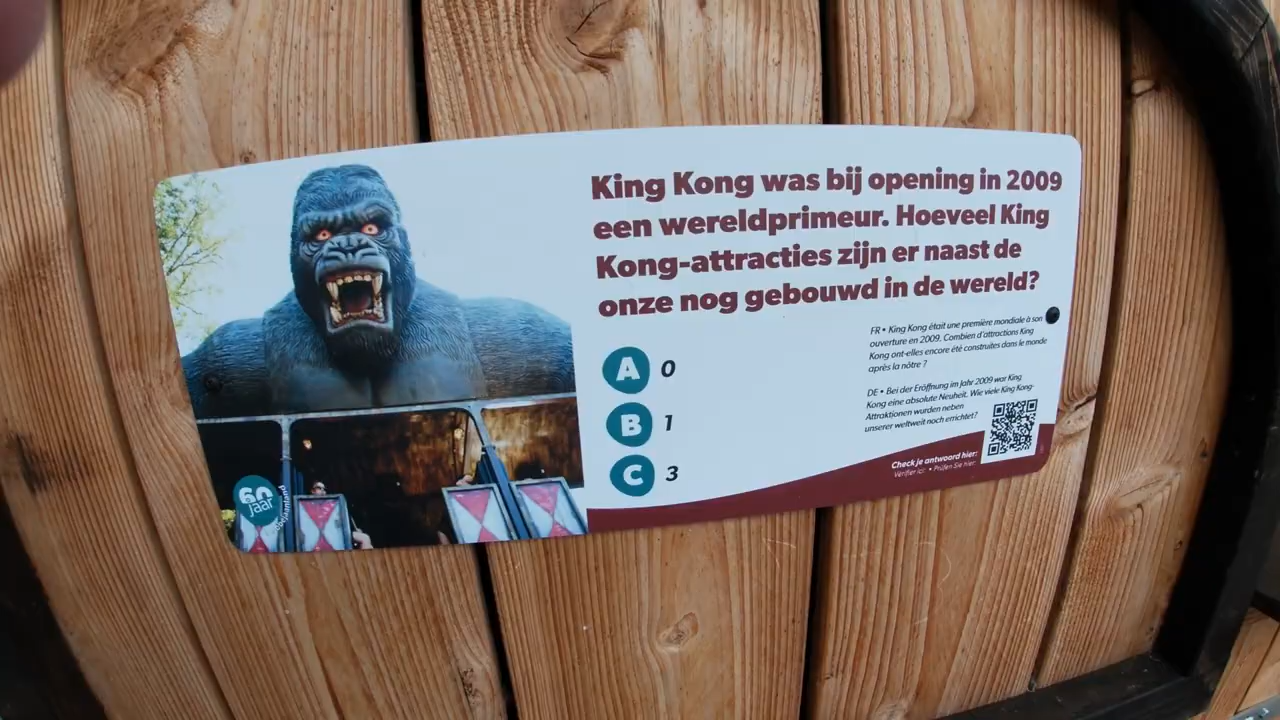 King Kong was bij opening in 2009
een wereldprimeur. Hoeveel King
Kong-attracties zijn er naast de
onze nog gebouwd in de wereld?
A 0
B 1
C 3
FR • King Kong était une première mondiale à son
ouverture en 2009. Combien d'attractions King
Kong ont-elles encore été construites dans le monde
après la nôtre ?
DE • Bei der Eröffnung im Jahr 2009 war King
Kong eine absolute Neuheit. Wie viele King Kong-
Attraktionen wurden neben
unserer weltweit noch errichtet?
Check je antwoord hier:
Vérifier ici: • Prüfen Sie hier:
60
jaar